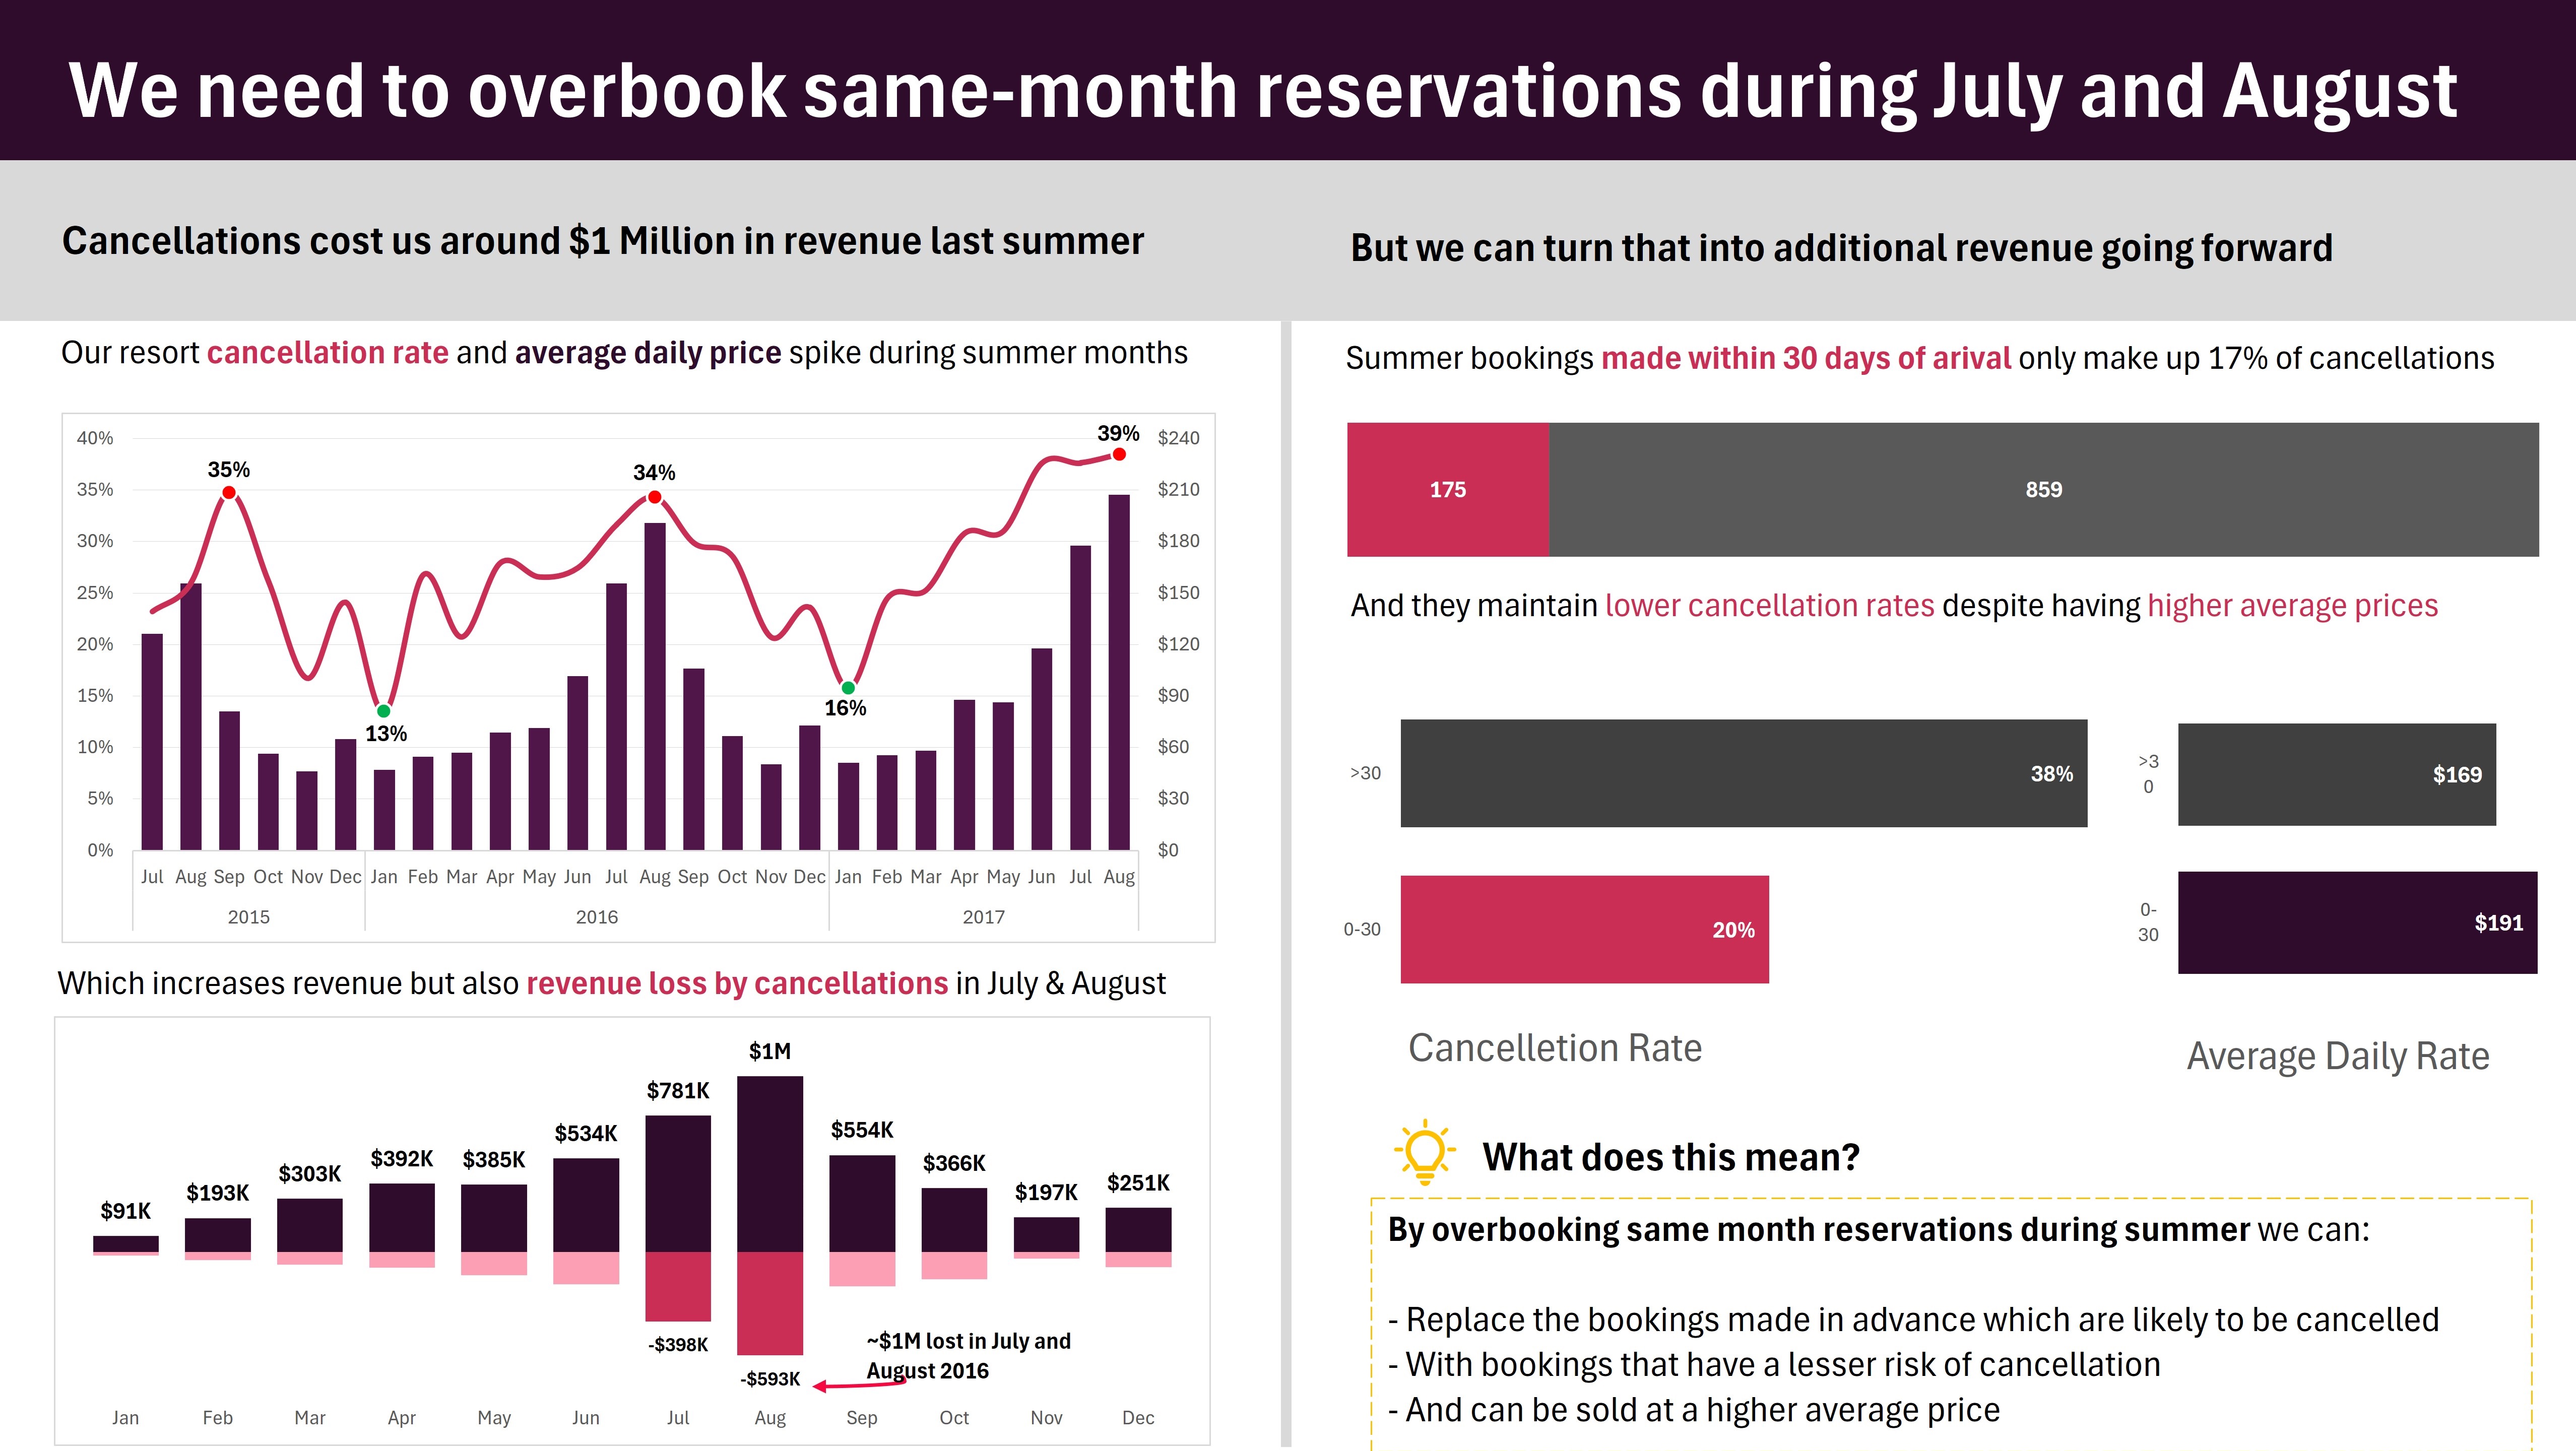 We need to overbook same-month reservations during July and August
Cancellations cost us around $1 Million in revenue last summer
Our resort cancellation rate and average daily price spike during summer months
40%
35%
30%
25%
20%
15%
10%
5%
0%
35%
13%
34%
16%
39%
$240
$210
$180
$150
$120
$90
$60
$30
$0
Jul Aug Sep Oct Nov Dec Jan Feb Mar Apr May Jun Jul Aug Sep Oct Nov Dec Jan Feb Mar Apr May Jun Jul Aug
2015 2016 2017
Which increases revenue but also revenue loss by cancellations in July & August
$91K
$193K
$303K
$392K
$385K
$534K
$781K
$1M
$554K
$366K
$197K
$251K
-$398K
-$593K
~$1M lost in July and
August 2016
Jan Feb Mar Apr May Jun Jul Aug Sep Oct Nov Dec
But we can turn that into additional revenue going forward
Summer bookings made within 30 days of arival only make up 17% of cancellations
175 859
And they maintain lower cancellation rates despite having higher average prices
>30
38%
0-30
20%
Cancelletion Rate
>3
0
$169
0-
30
$191
Average Daily Rate
What does this mean?
By overbooking same month reservations during summer we can:
- Replace the bookings made in advance which are likely to be cancelled
- With bookings that have a lesser risk of cancellation
- And can be sold at a higher average price